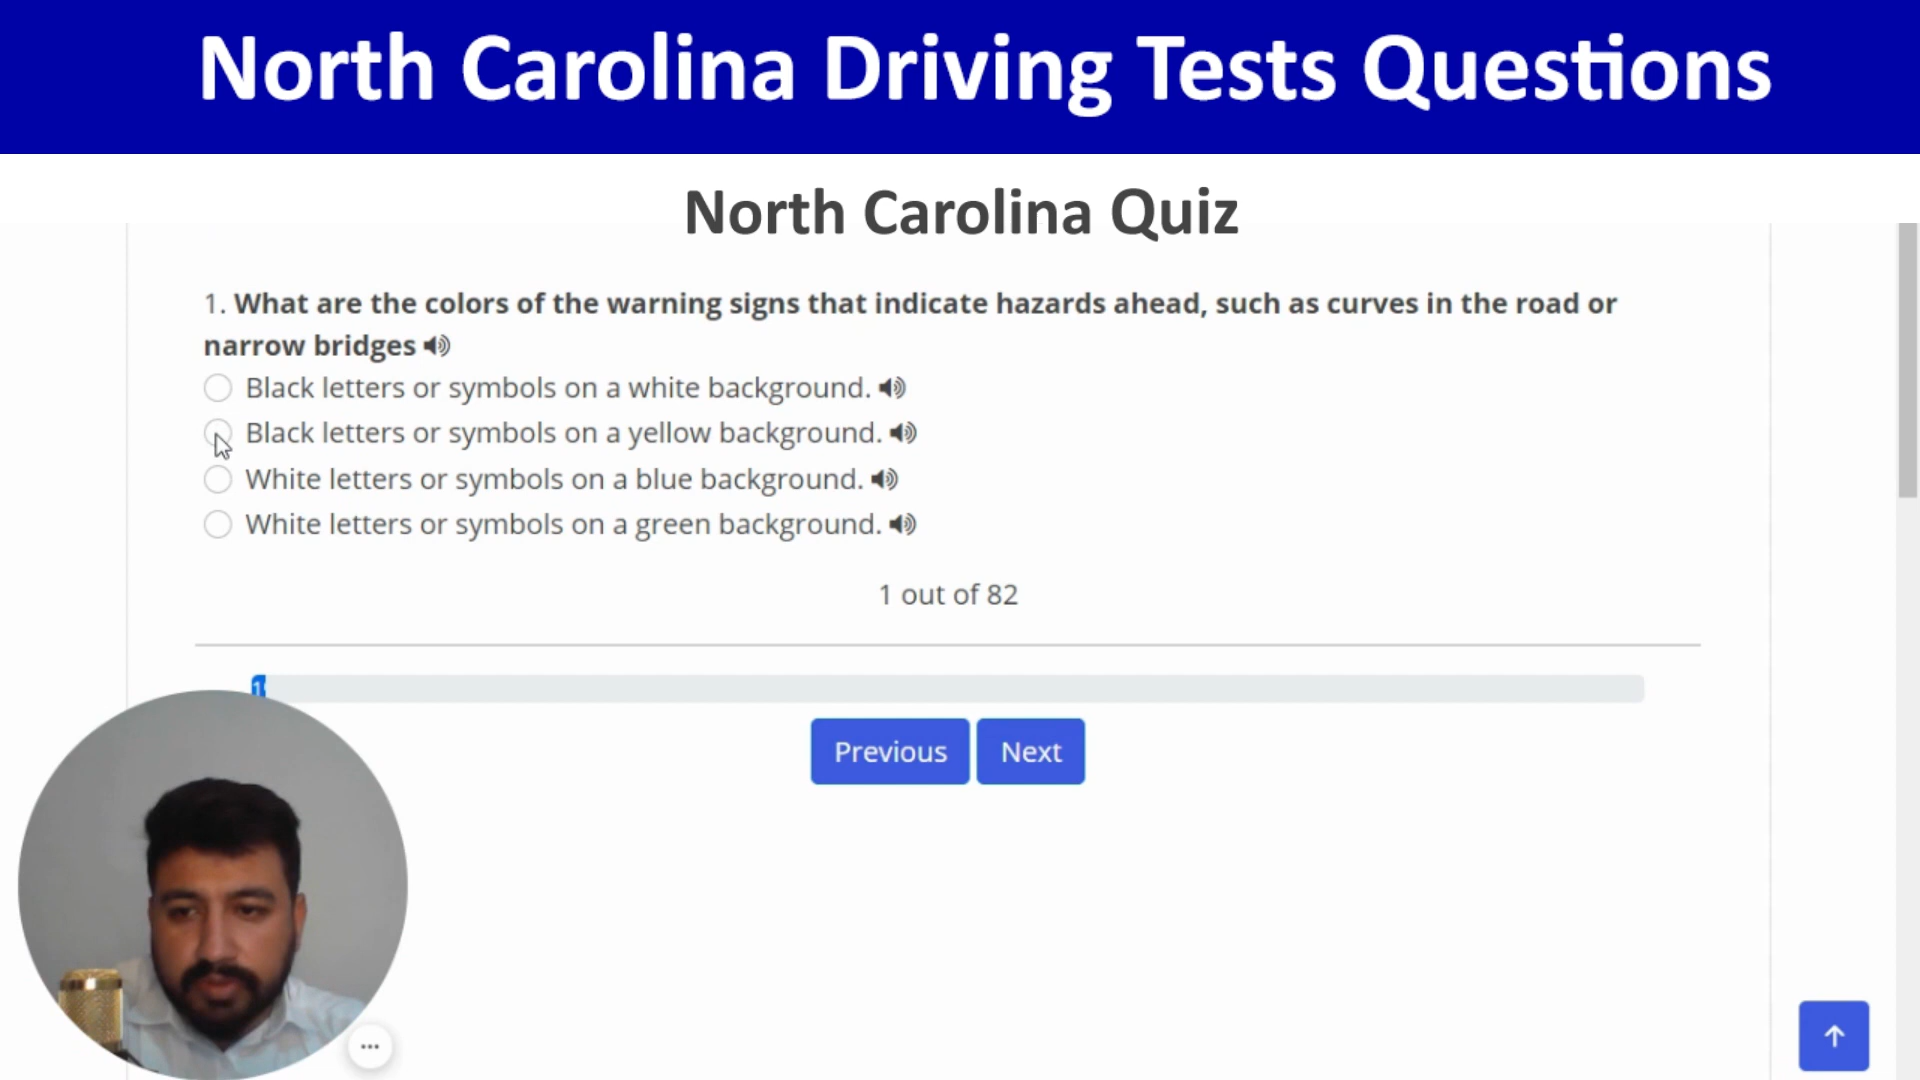 North Carolina Driving Tests Questions
North Carolina Quiz
1. What are the colors of the warning signs that indicate hazards ahead, such as curves in the road or
narrow bridges
Black letters or symbols on a white background.
Black letters or symbols on a yellow background.
White letters or symbols on a blue background.
White letters or symbols on a green background.
1 out of 82
Previous Next